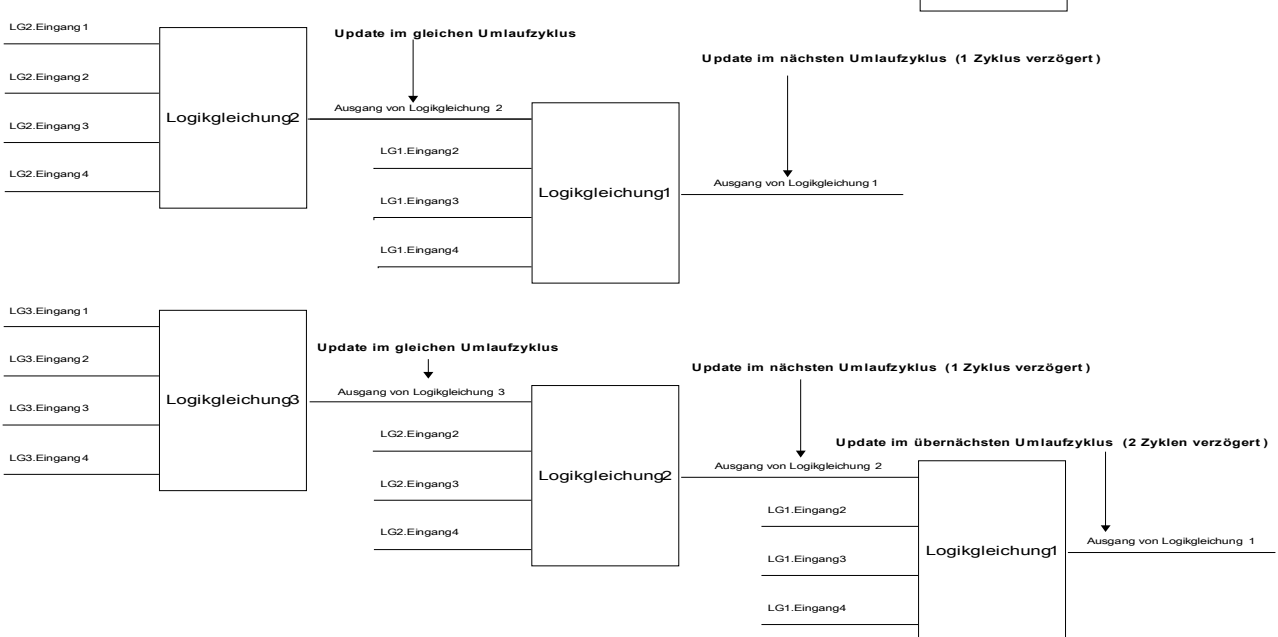 LG2.Eingang1
Update im gleichen Umlaufzyklus
Update im nächsten Umlaufzyklus (1 Zyklus verzögert)
LG2.Eingang2
Ausgang von Logikgleichung 2
Logikgleichung2
LG2.Eingang3
LG1.Eingang2
LG2.Eingang4
Ausgang von Logikgleichung 1
Logikgleichung1
LG1.Eingang3
LG1.Eingang4
LG3.Eingang1
Update im gleichen Umlaufzyklus
LG3.Eingang2
Update im nächsten Umlaufzyklus (1 Zyklus verzögert)
Ausgang von Logikgleichung 3
Logikgleichung3
LG3.Eingang3
LG2.Eingang2
Update im übernächsten Umlaufzyklus (2 Zyklen verzögert)
LG3.Eingang4
Ausgang von Logikgleichung 2
Logikgleichung2
LG2.Eingang3
LG1.Eingang2
LG2.Eingang4
Ausgang von Logikgleichung 1
Logikgleichung1
LG1.Eingang3
LG1.Eingang4